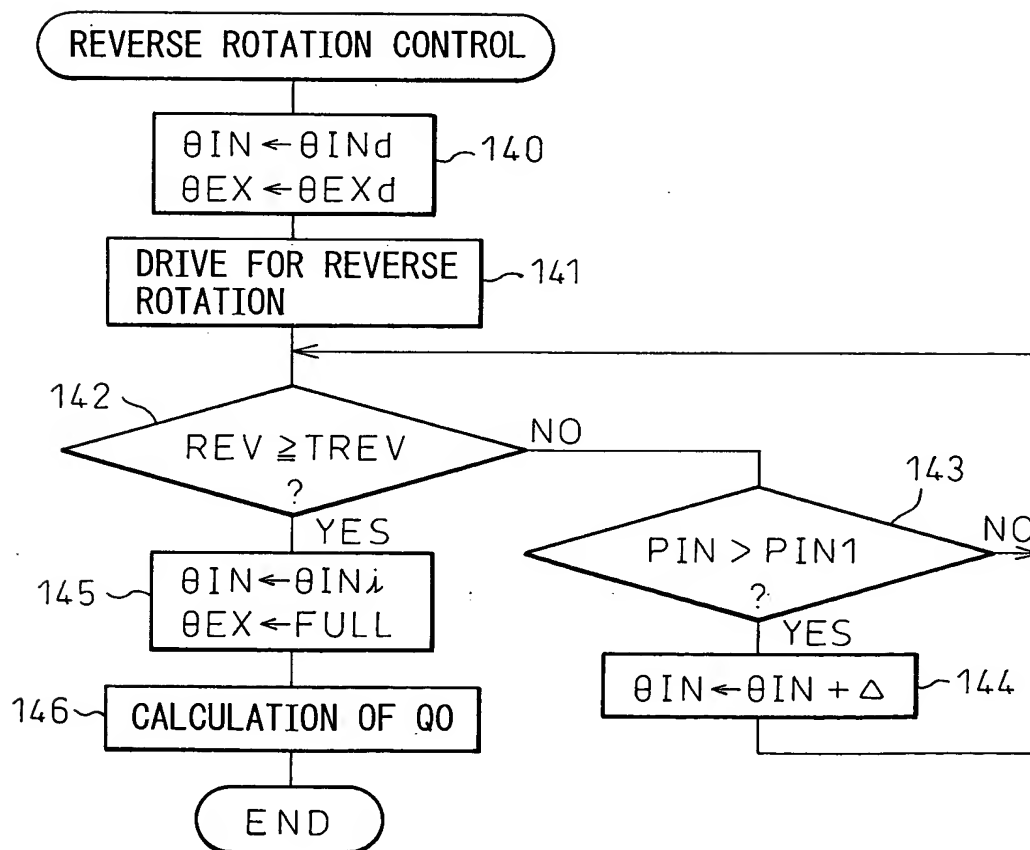 REVERSE ROTATION CONTROL
θIN←θINd
θEX←θEXd
140
DRIVE FOR REVERSE
ROTATION
141
142
REV≧TREV
?
NO
YES
143
PIN>PIN1
?
NO
YES
θIN←θIN+△
144
145
θIN←θINi
θEX←FULL
146
CALCULATION OF Q0
END